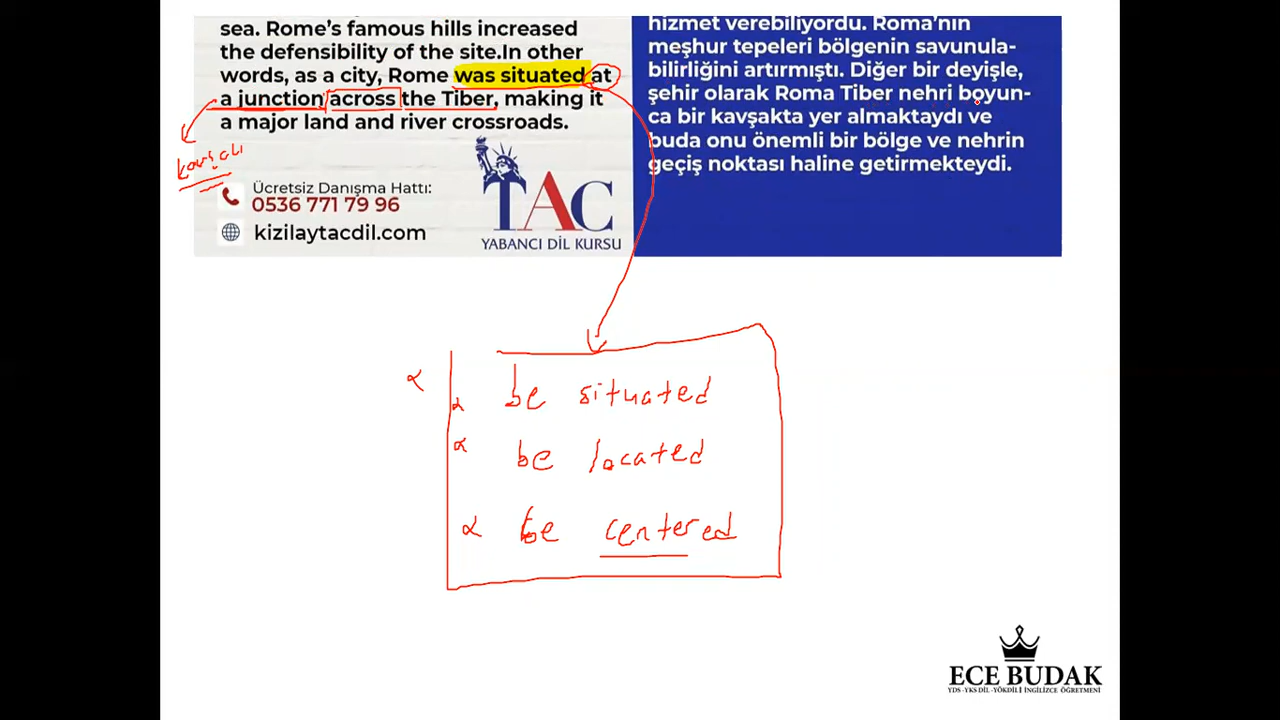 sea. Rome's famous hills increased
the defensibility of the site.In other
words, as a city, Rome was situated at
a junction across the Tiber, making it
a major land and river crossroads.
kavşak
Ücretsiz Danışma Hattı:
0536 771 79 96
kizilaytacdil.com
TAC
YABANCI DİL KURSU
hizmet verebiliyordu. Roma'nın
meşhur tepeleri bölgenin savunula-
bilirliğini artırmıştı. Diğer bir deyişle,
şehir olarak Roma Tiber nehri boyun-
ca bir kavşakta yer almaktaydı ve
buda onu önemli bir bölge ve nehrin
geçiş noktası haline getirmekteydi.
be situated
be located
be centered
ECE BUDAK
YDS -YKS DİL -YÖKDİL İNGİLİZCE ÖĞRETMENİ